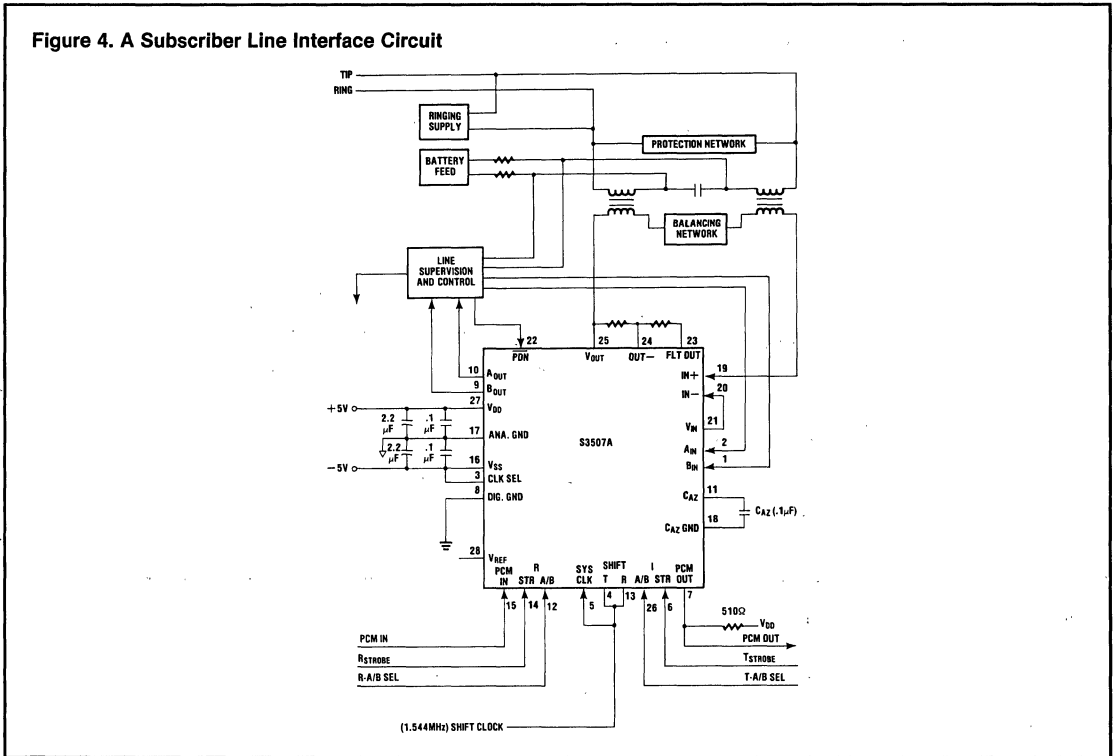 Figure 4. A Subscriber Line Interface Circuit
TIP
RING
RINGING
SUPPLY
PROTECTION NETWORK
BATTERY
FEED
BALANCING
NETWORK
LINE
SUPERVISION
AND CONTROL
22
PDN
25
VOUT
24
OUT−
23
FLT OUT
10 AOUT
9 BOUT
27 VDD
+5V
2.2 µF
.1 µF
17 ANA. GND
2.2 µF
.1 µF
−5V
16 VSS
3 CLK SEL
8 DIG. GND
28 VREF
S3507A
IN+ 19
IN− 20
VIN 21
AIN 2
BIN 1
CAZ 11
CAZ GND 18
CAZ (.1µF)
PCM IN
R
STR A/B
SYS CLK
SHIFT
T R
I
A/B STR
PCM OUT
15
14
12
5
4
13
26
6
7
510Ω
VDD
PCM IN
PCM OUT
RSTROBE
TSTROBE
R-A/B SEL
T-A/B SEL
(1.544MHz) SHIFT CLOCK